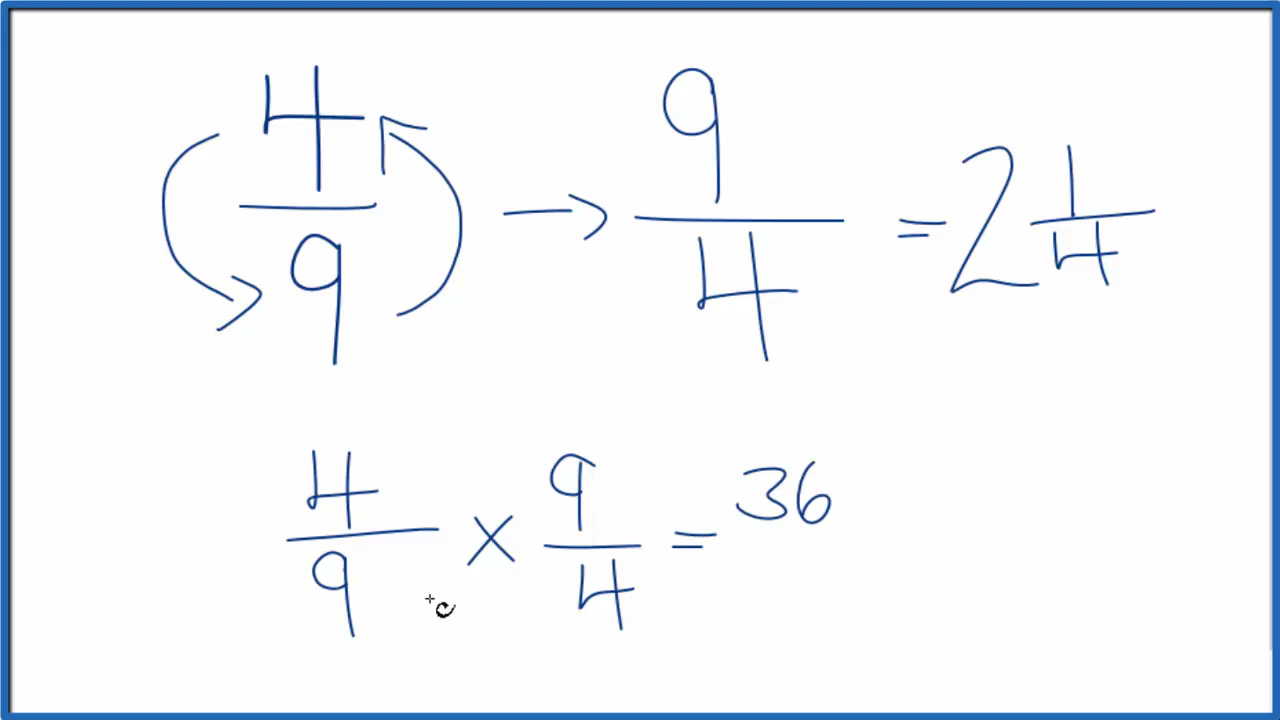 4/9 → 9/4 = 2 1/4
4/9 × 9/4 = 36